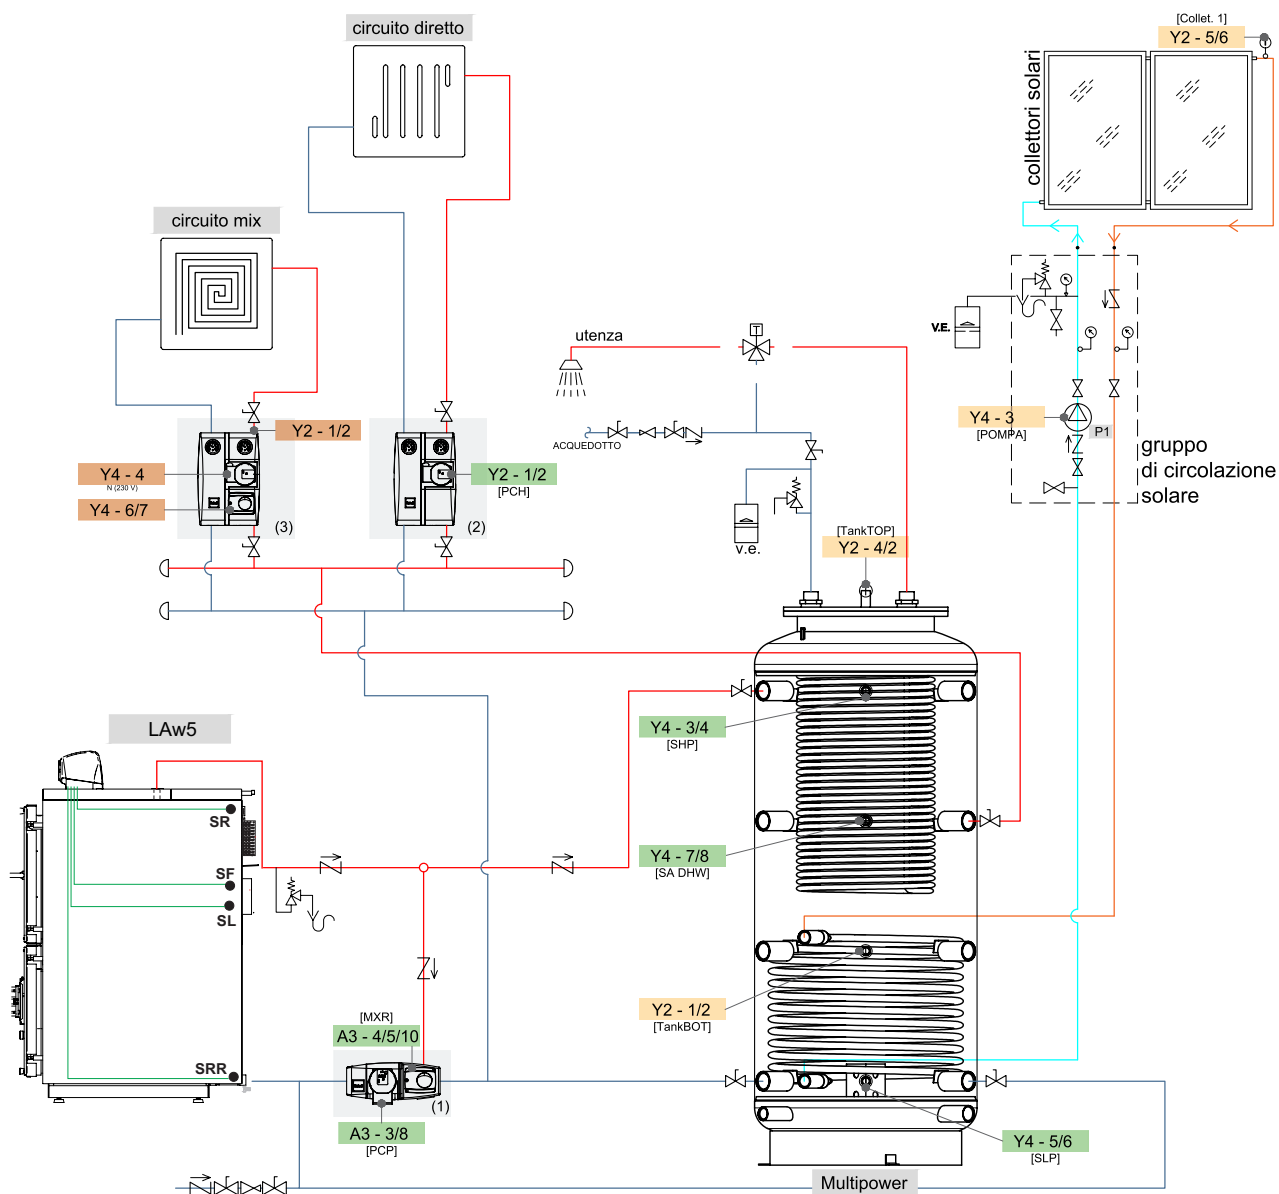 [Collet. 1]
Y2 - 5/6
collettori solari
circuito diretto
circuito mix
utenza
T
V.E.
Y4 - 3
[POMPA]
P1
gruppo
di circolazione
solare
Y2 - 1/2
ACQUEDOTTO
Y4 - 4
N (230 V)
Y4 - 6/7
(3)
Y2 - 1/2
[PCH]
(2)
v.e.
[TankTOP]
Y2 - 4/2
LAw5
Y4 - 3/4
[SHP]
SR
SF
SL
Y4 - 7/8
[SA DHW]
Y2 - 1/2
[TankBOT]
[MXR]
A3 - 4/5/10
SRR
(1)
A3 - 3/8
[PCP]
Y4 - 5/6
[SLP]
Multipower